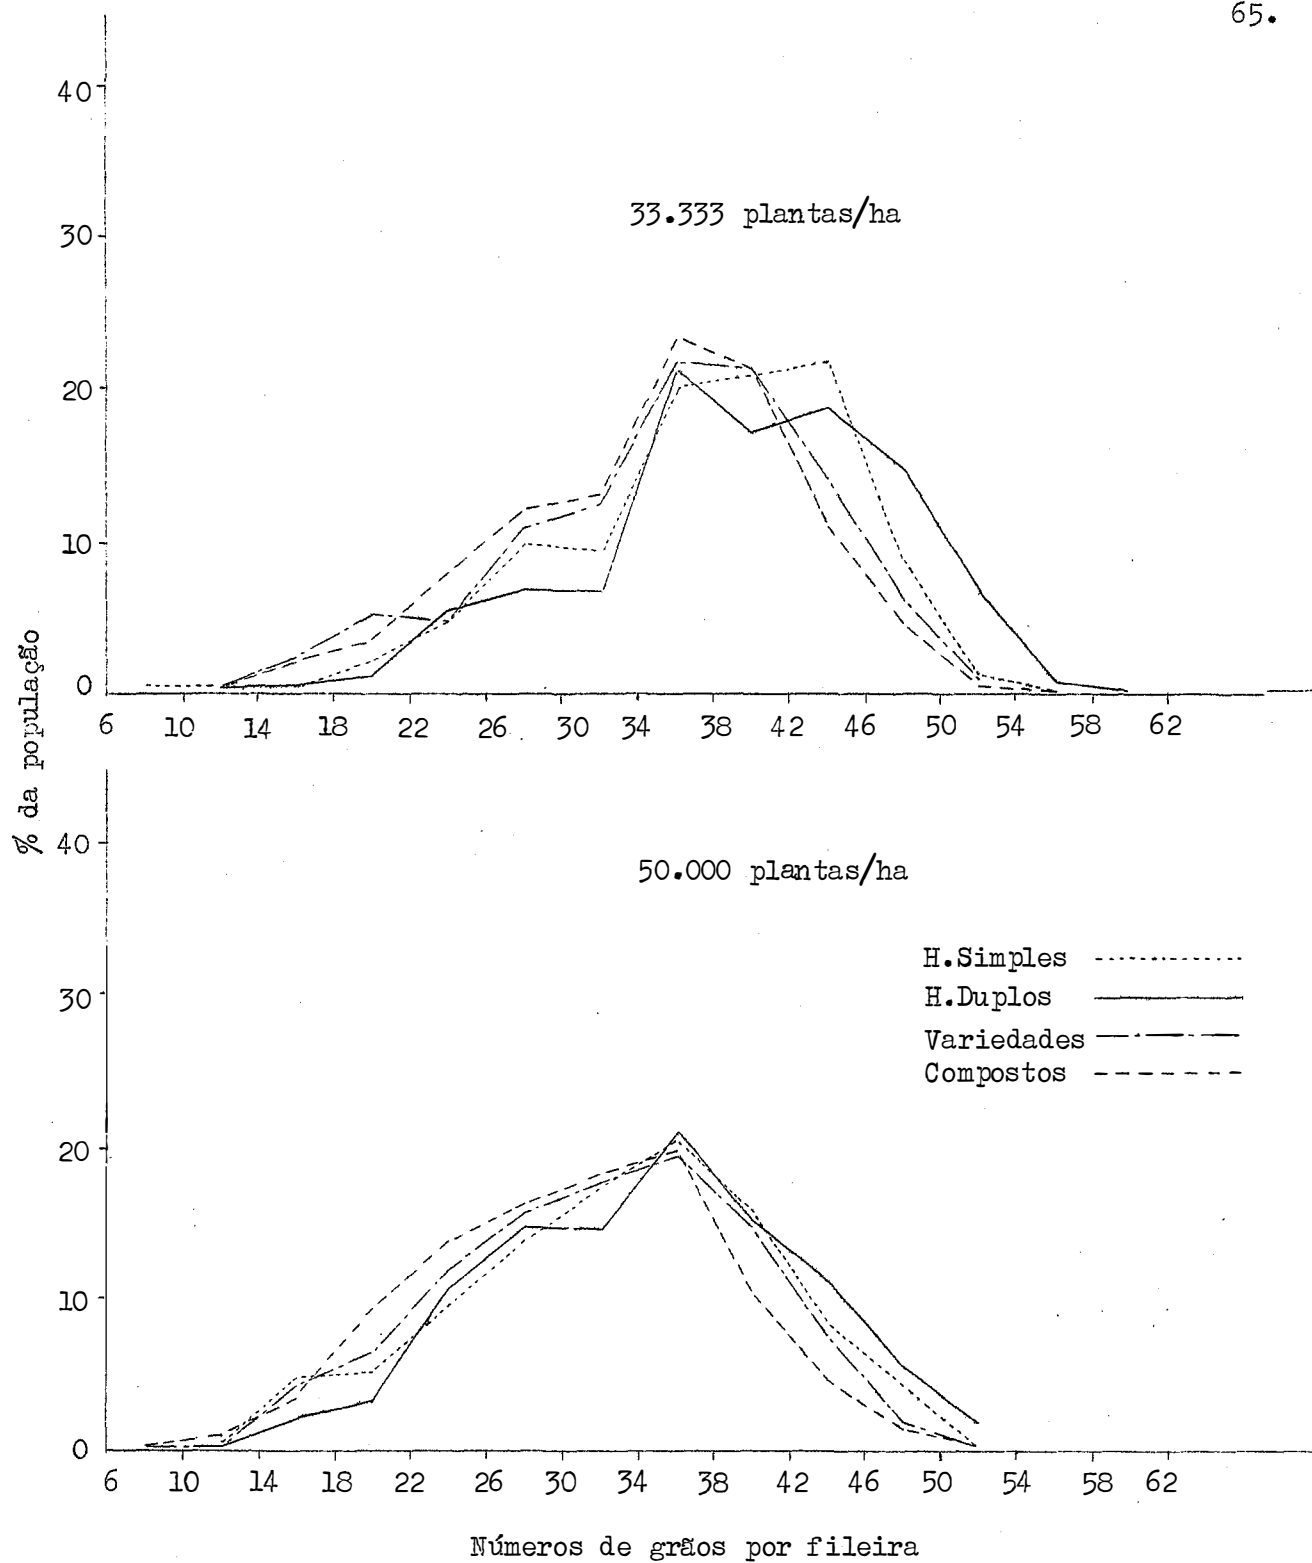 65.
40
33.333 plantas/ha
30
20
10
0
6 10 14 18 22 26 30 34 38 42 46 50 54 58 62
% da população
40
50.000 plantas/ha
H.Simples
30
H.Duplos
Variedades
Compostos
20
10
0
6 10 14 18 22 26 30 34 38 42 46 50 54 58 62
Números de grãos por fileira